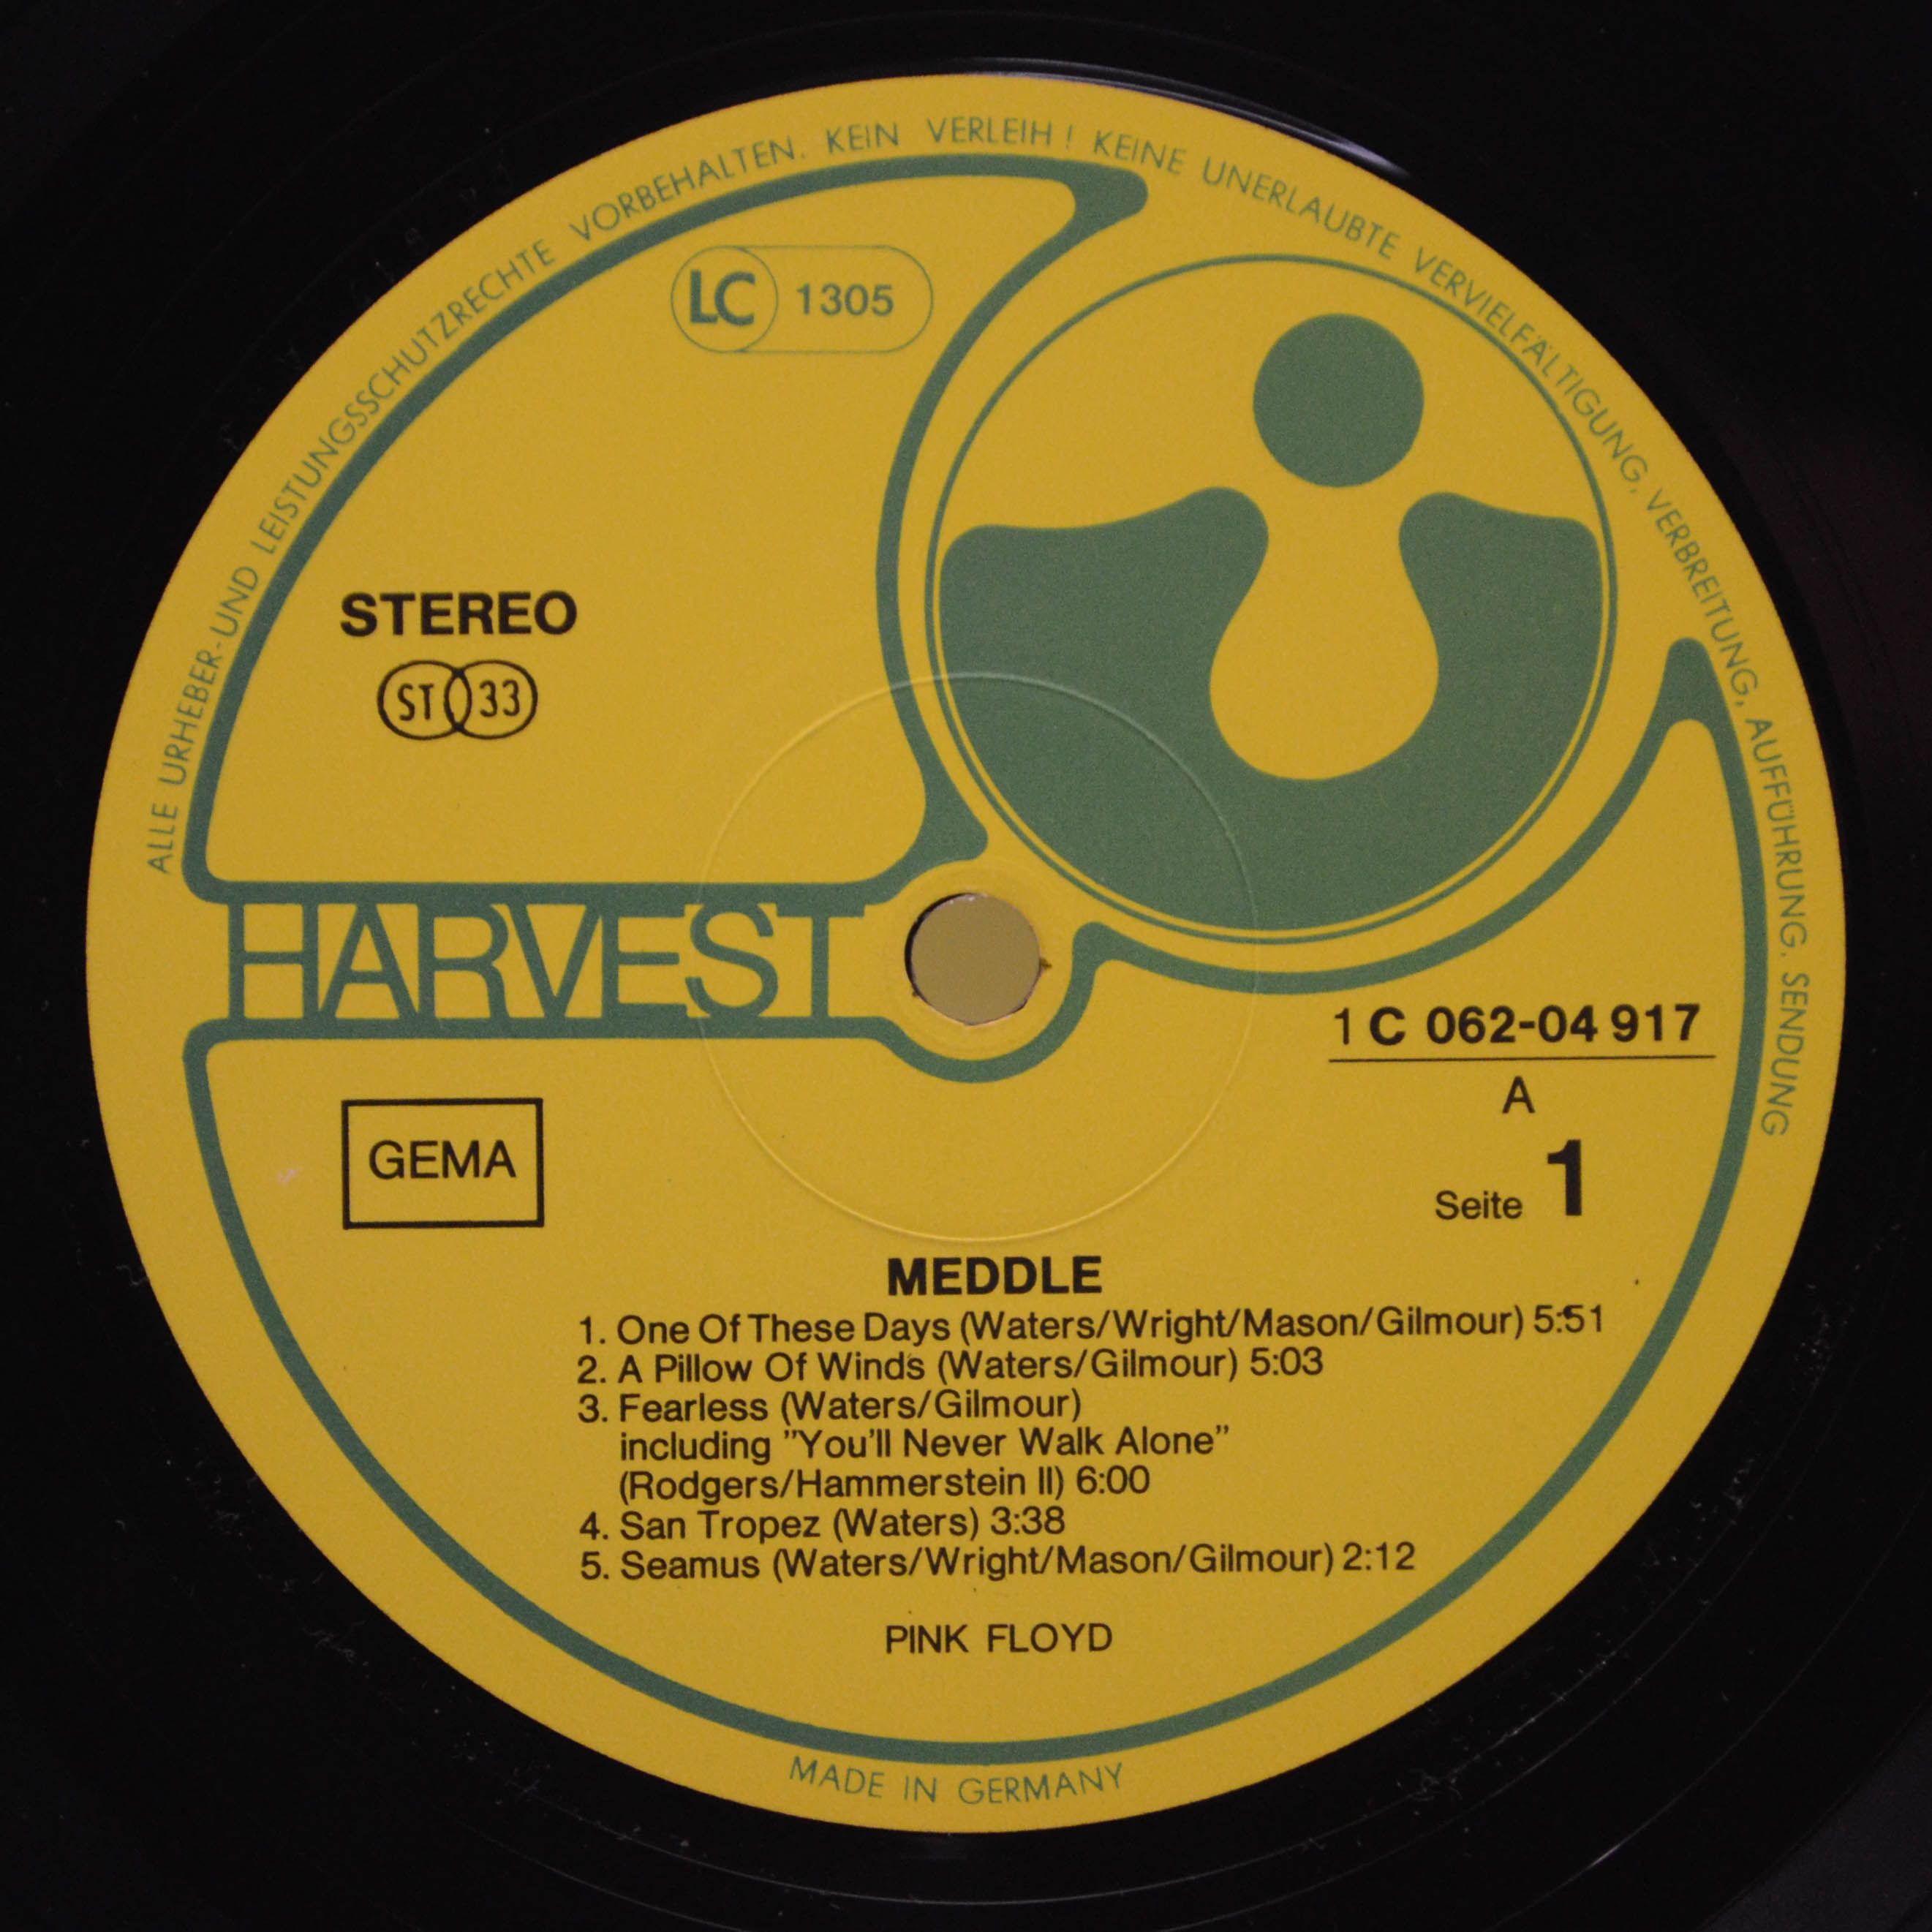 ALLE URHEBER- UND LEISTUNGSSCHUTZRECHTE VORBEHALTEN. KEIN VERLEIH! KEINE UNERLAUBTE VERVIELFÄLTIGUNG, VERBREITUNG, AUFFÜHRUNG. SENDUNG
LC 1305
STEREO
ST 33
HARVEST
1 C 062-04 917
A
Seite 1
GEMA
MEDDLE
1. One Of These Days (Waters/Wright/Mason/Gilmour) 5:51
2. A Pillow Of Winds (Waters/Gilmour) 5:03
3. Fearless (Waters/Gilmour)
including "You'll Never Walk Alone"
(Rodgers/Hammerstein II) 6:00
4. San Tropez (Waters) 3:38
5. Seamus (Waters/Wright/Mason/Gilmour) 2:12
PINK FLOYD
MADE IN GERMANY